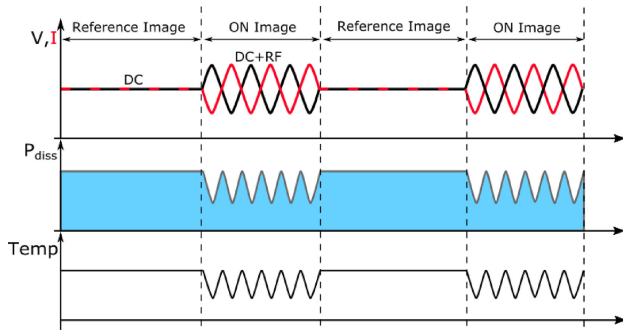 Reference Image
ON Image
Reference Image
ON Image
V,I
DC
DC+RF
Pdiss
Temp